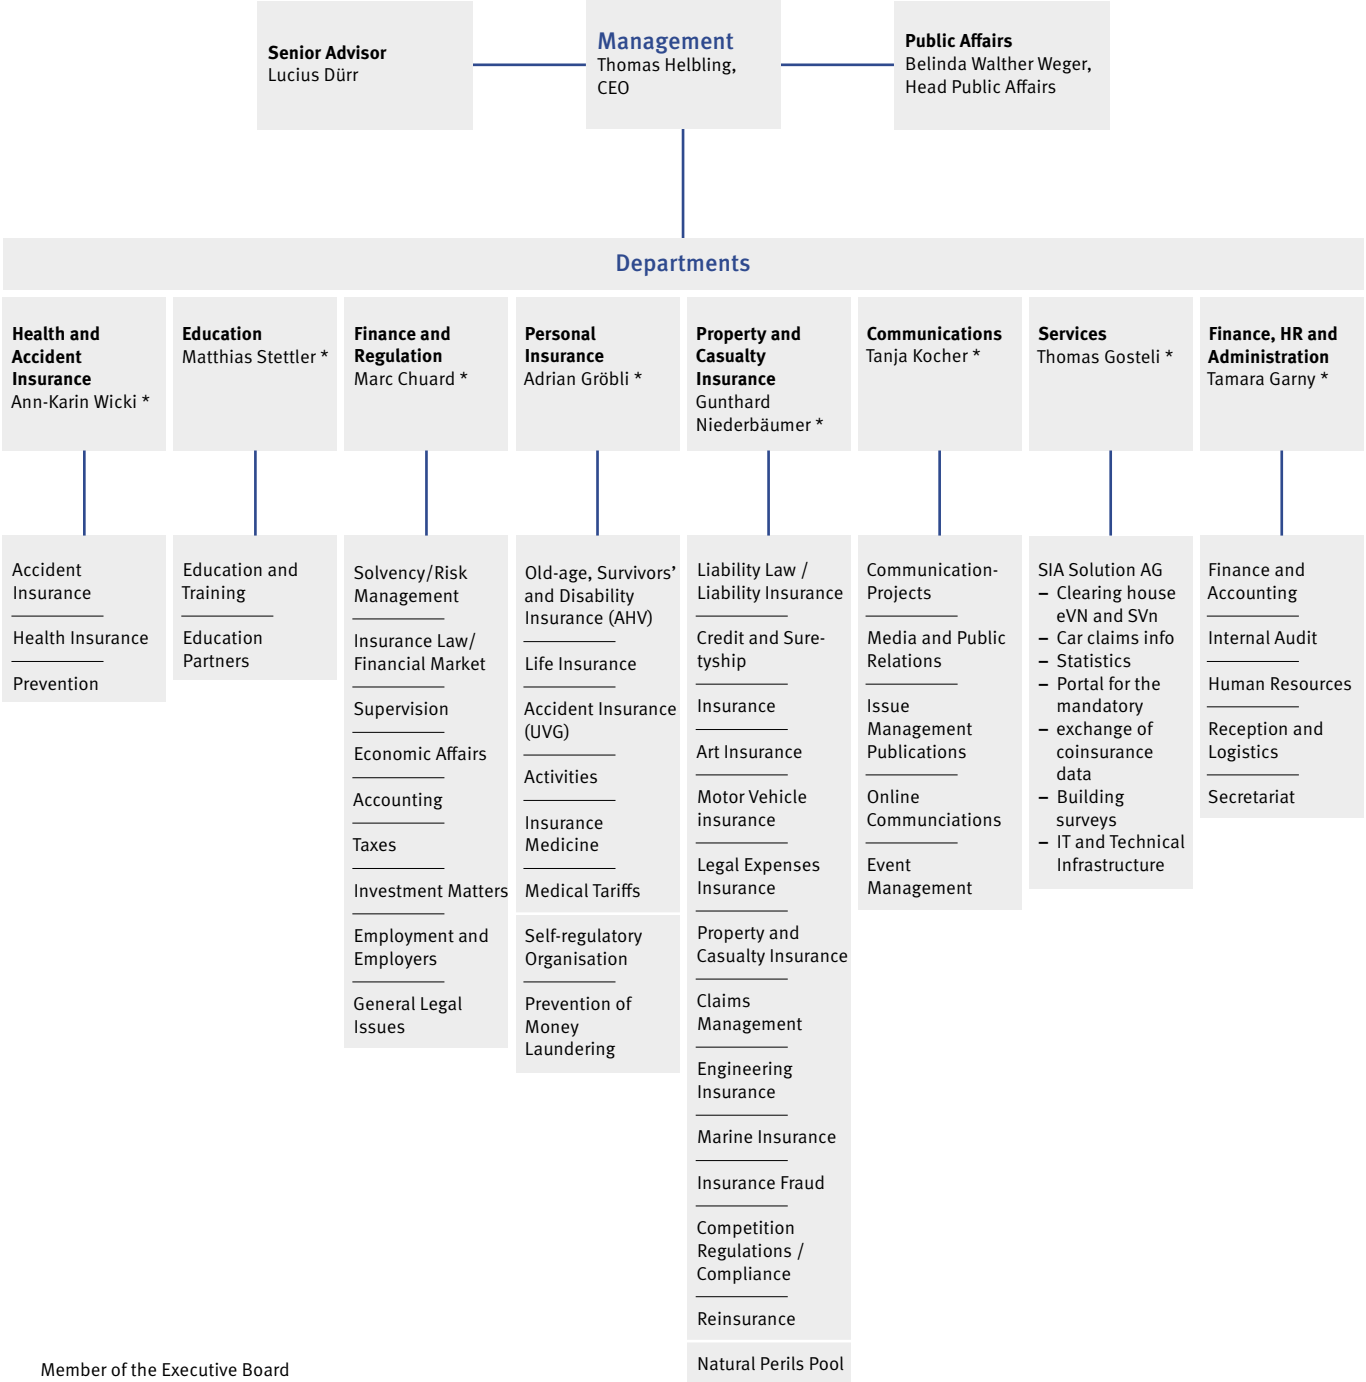 Senior Advisor
Lucius Dürr
Management
Thomas Helbling,
CEO
Public Affairs
Belinda Walther Weger,
Head Public Affairs
Departments
Health and
Accident
Insurance
Ann-Karin Wicki *
Education
Matthias Stettler *
Finance and
Regulation
Marc Chuard *
Personal
Insurance
Adrian Gröbli *
Property and
Casualty
Insurance
Gunthard
Niederbäumer *
Communications
Tanja Kocher *
Services
Thomas Gosteli *
Finance, HR and
Administration
Tamara Garny *
Accident
Insurance
Health Insurance
Prevention
Education and
Training
Education
Partners
Solvency/Risk
Management
Insurance Law/
Financial Market
Supervision
Economic Affairs
Accounting
Taxes
Investment Matters
Employment and
Employers
General Legal
Issues
Old-age, Survivors’
and Disability
Insurance (AHV)
Life Insurance
Accident Insurance
(UVG)
Activities
Insurance
Medicine
Medical Tariffs
Self-regulatory
Organisation
Prevention of
Money
Laundering
Liability Law /
Liability Insurance
Credit and Sure-
tyship
Insurance
Art Insurance
Motor Vehicle
insurance
Legal Expenses
Insurance
Property and
Casualty Insurance
Claims
Management
Engineering
Insurance
Marine Insurance
Insurance Fraud
Competition
Regulations /
Compliance
Reinsurance
Natural Perils Pool
Communication-
Projects
Media and Public
Relations
Issue
Management
Publications
Online
Communciations
Event
Management
SIA Solution AG
– Clearing house
eVN and SVn
– Car claims info
– Statistics
– Portal for the
mandatory
– exchange of
coinsurance
data
– Building
surveys
– IT and Technical
Infrastructure
Finance and
Accounting
Internal Audit
Human Resources
Reception and
Logistics
Secretariat
Member of the Executive Board